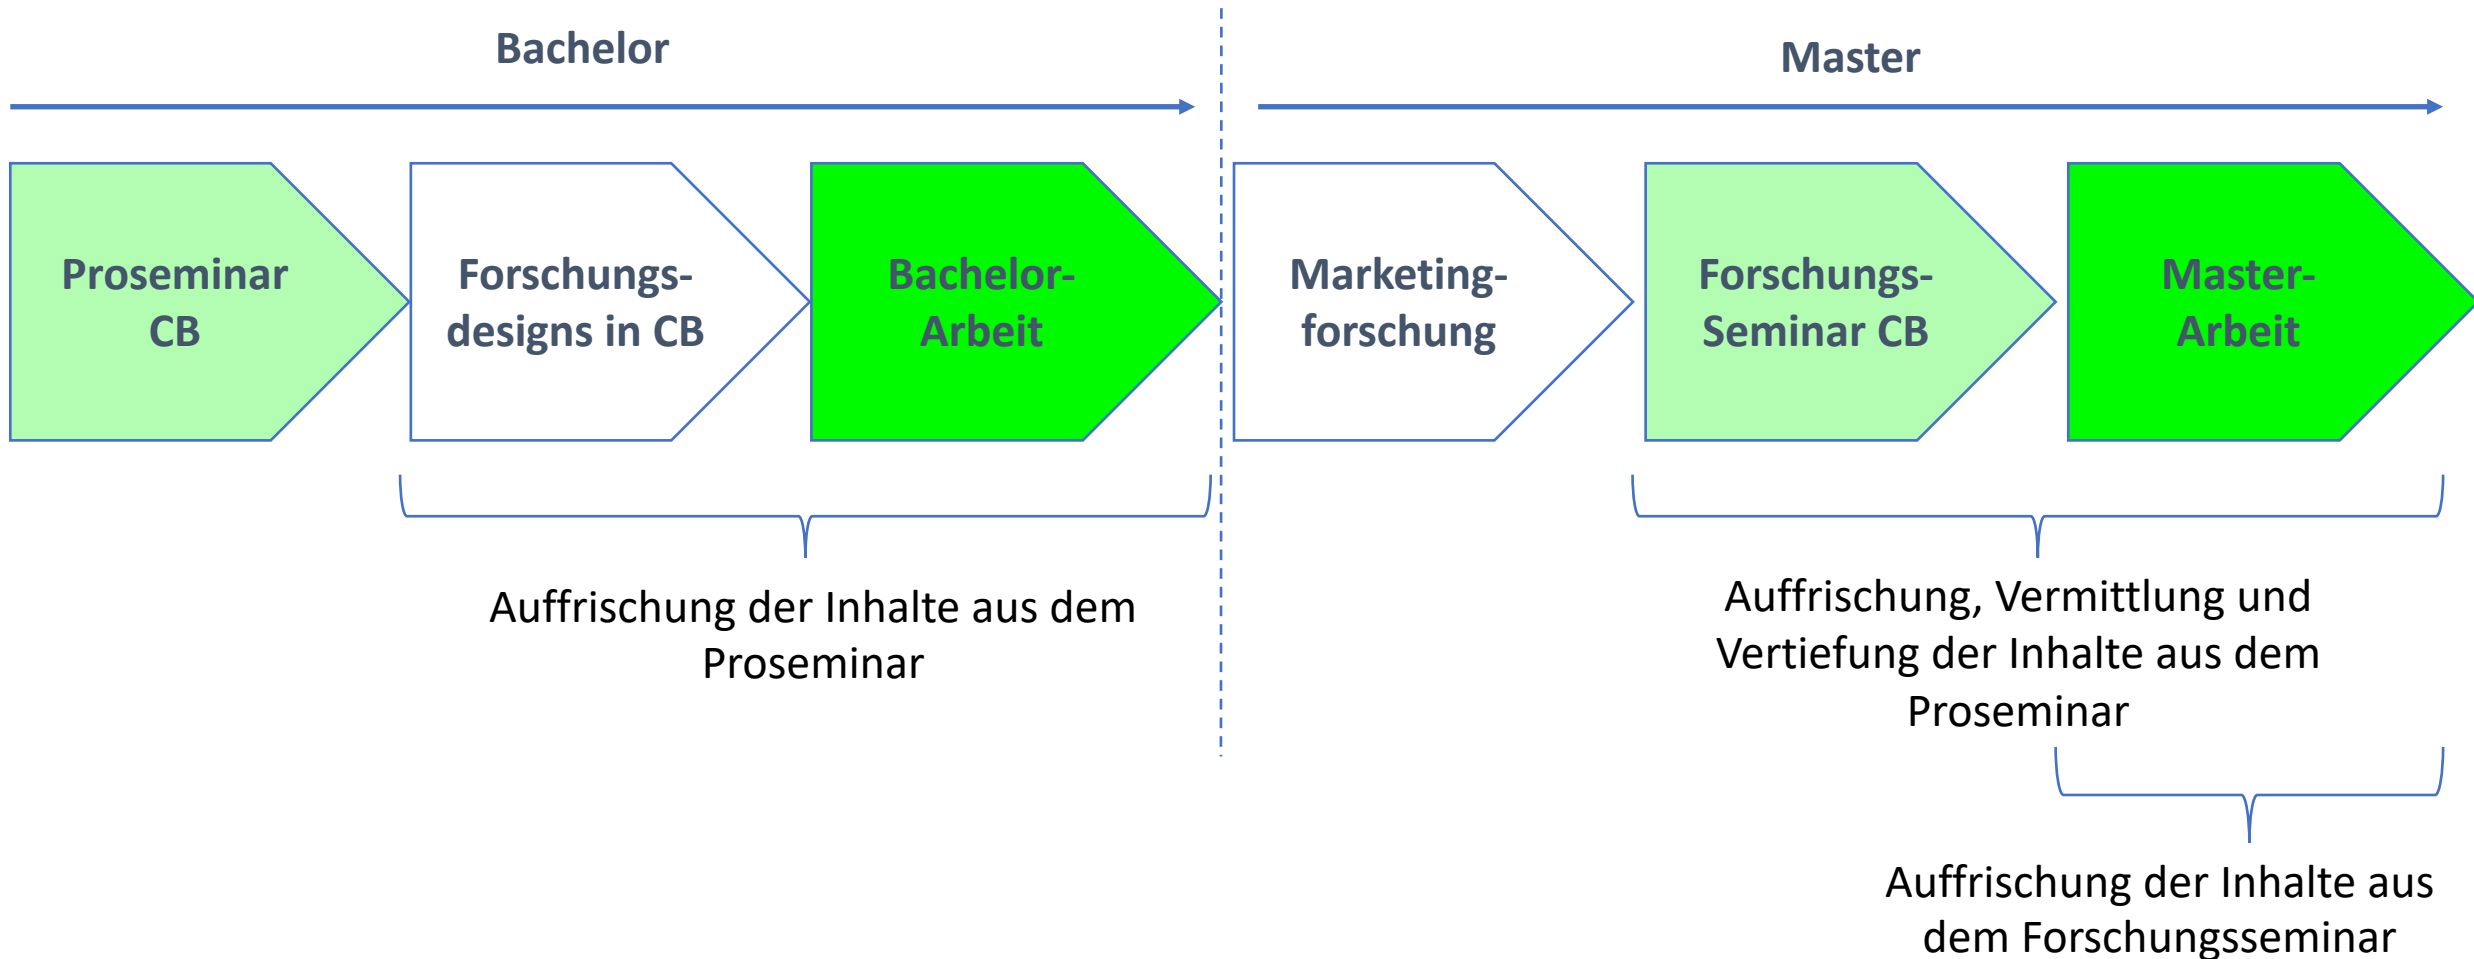 Bachelor
Master
Proseminar
CB
Forschungs-
designs in CB
Bachelor-
Arbeit
Marketing-
forschung
Forschungs-
Seminar CB
Master-
Arbeit
Auffrischung der Inhalte aus dem
Proseminar
Auffrischung, Vermittlung und
Vertiefung der Inhalte aus dem
Proseminar
Auffrischung der Inhalte aus
dem Forschungsseminar